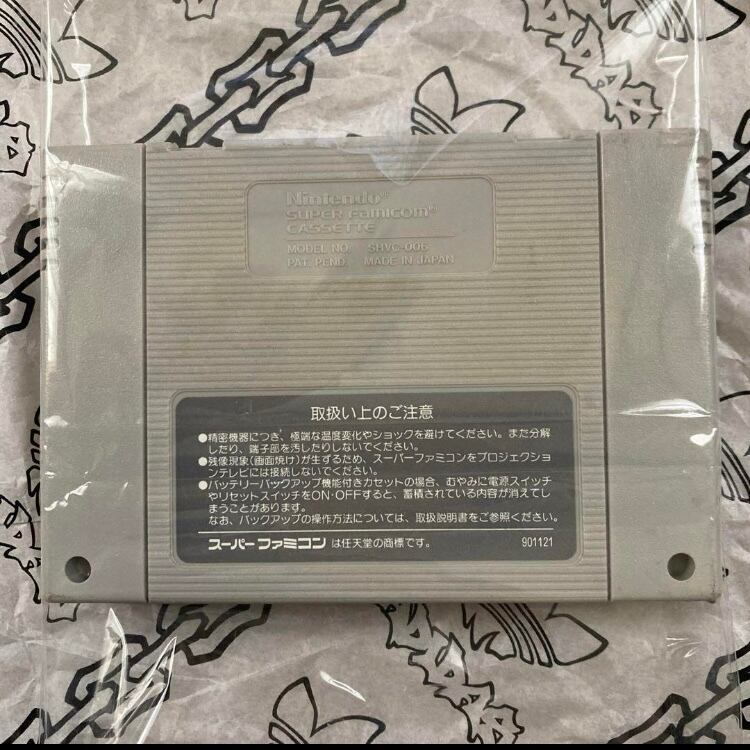 Nintendo®
SUPER FAMICOM®
CASSETTE
MODEL NO. SHVC-006
PAT. PEND. MADE IN JAPAN
取扱い上のご注意
●精密機器につき、極端な温度変化やショックを避けてください。また分解
したり、端子部を汚したりしないでください。
●残像現象(画面焼け)が生ずるため、スーパーファミコンをプロジェクション
テレビには接続しないでください。
●バッテリーバックアップ機能付きカセットの場合、むやみに電源スイッチ
やリセットスイッチをON・OFFすると、蓄積されている内容が消えてし
まうことがあります。
なお、バックアップの操作方法については、取扱説明書をご参照ください。
スーパーファミコン は任天堂の商標です。 901121